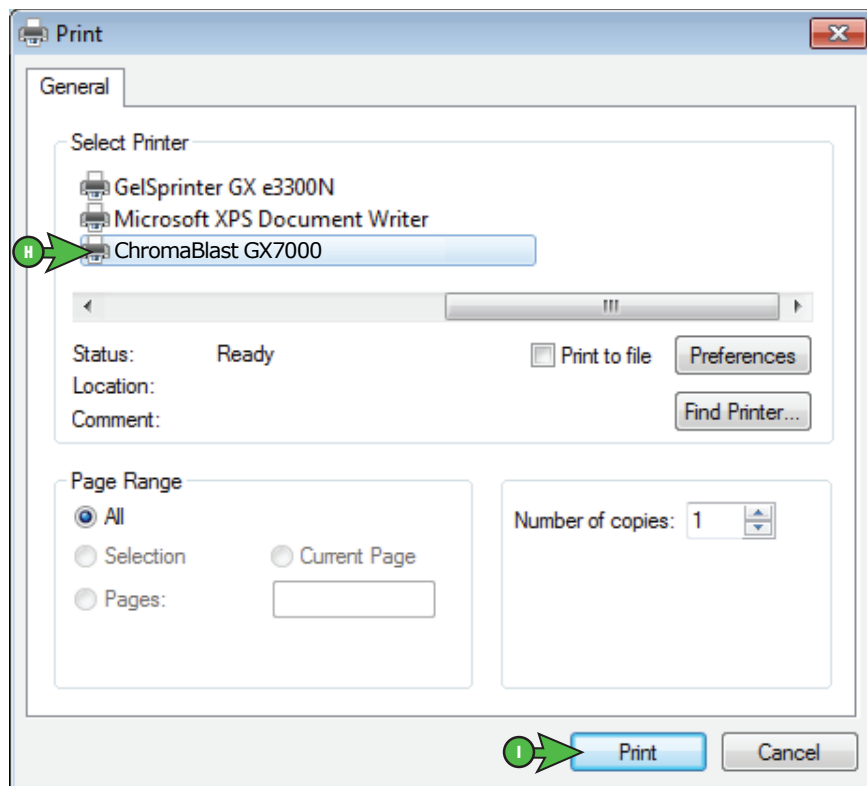 Print
General
Select Printer
GelSprinter GX e3300N
Microsoft XPS Document Writer
H
ChromaBlast GX7000
Status: Ready
Print to file
Preferences
Location:
Comment:
Find Printer...
Page Range
All
Selection
Current Page
Pages:
Number of copies: 1
I
Print
Cancel